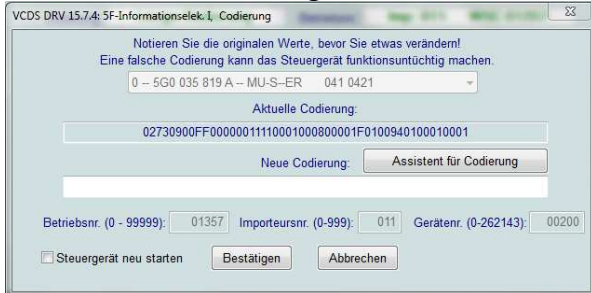 VCDS DRV 15.7.4: 5F-Informationselek. I, Codierung
Notieren Sie die originalen Werte, bevor Sie etwas verändern!
Eine falsche Codierung kann das Steuergerät funktionsuntüchtig machen.
0 -- 5G0 035 819 A -- MU-S--ER 041 0421
Aktuelle Codierung:
02730900FF00000011110001000800001F0100940100010001
Neue Codierung: Assistent für Codierung
Betriebsnr. (0 - 99999): 01357 Importeursnr. (0-999): 011 Gerätenr. (0-262143): 00200
Steuergerät neu starten Bestätigen Abbrechen